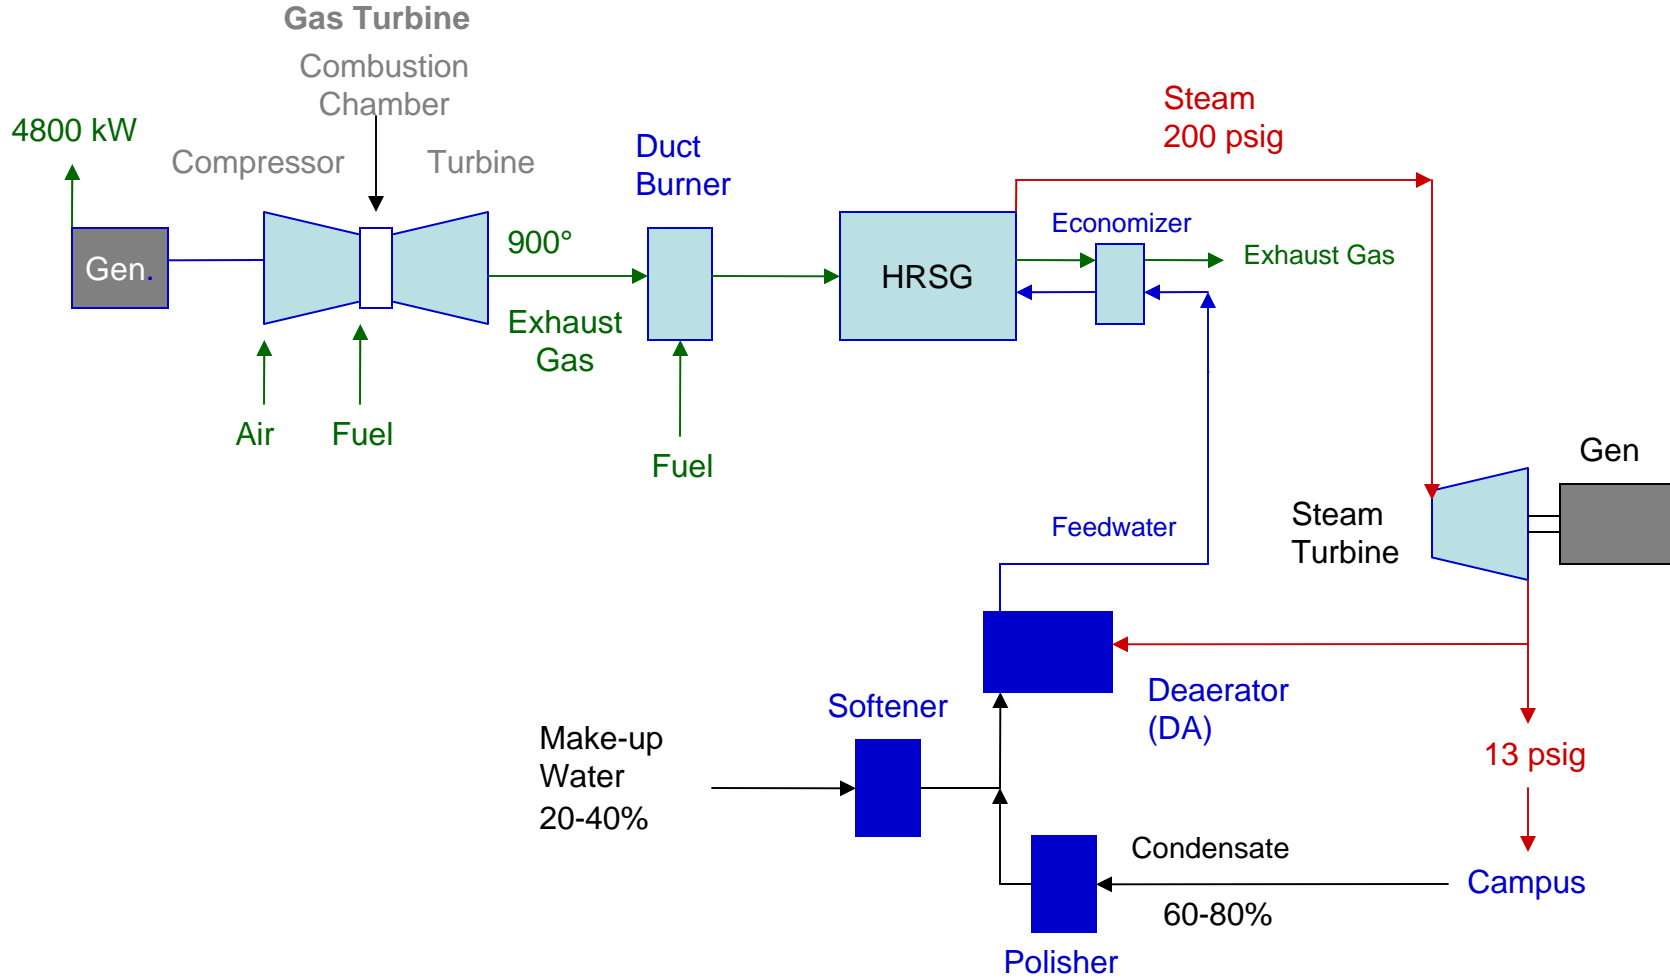 Gas Turbine
Combustion
Chamber
4800 kW
Compressor
Turbine
Duct
Burner
Steam
200 psig
Gen.
900°
Exhaust
Gas
HRSG
Economizer
Exhaust Gas
Air
Fuel
Fuel
Gen
Steam
Turbine
Feedwater
Deaerator
(DA)
Softener
Make-up
Water
20-40%
13 psig
Condensate
60-80%
Campus
Polisher